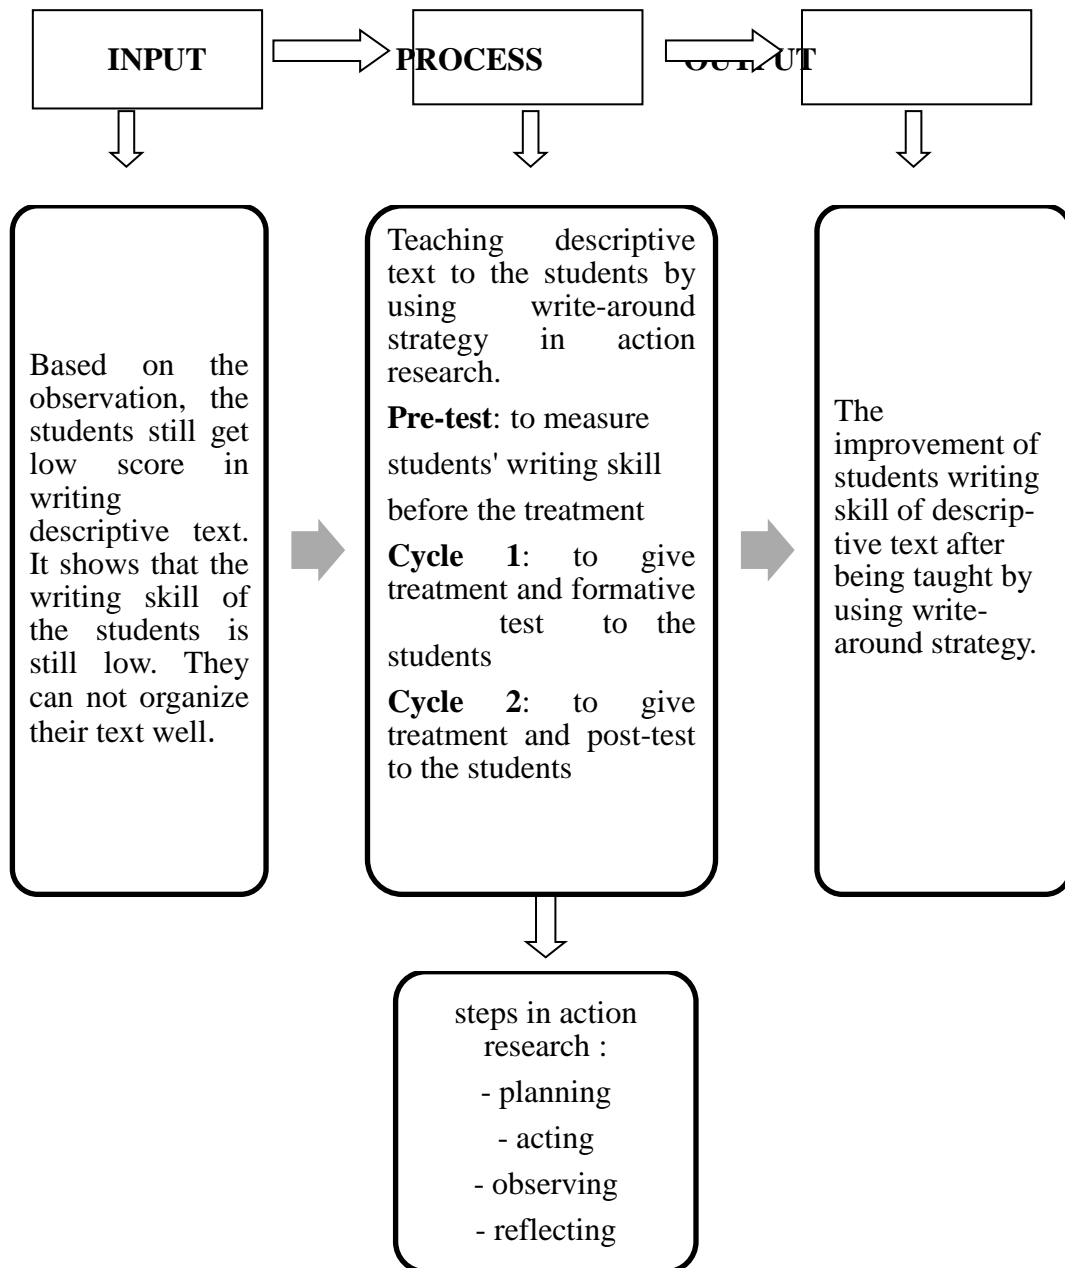 INPUT
PROCESS
OUTPUT
Based on the
observation, the
students still get
low score in
writing
descriptive text.
It shows that the
writing skill of
the students is
still low. They
can not organize
their text well.
Teaching descriptive
text to the students by
using write-around
strategy in action
research.
Pre-test: to measure
students' writing skill
before the treatment
Cycle 1: to give
treatment and formative
test to the
students
Cycle 2: to give
treatment and post-test
to the students
The
improvement of
students writing
skill of descrip-
tive text after
being taught by
using write-
around strategy.
steps in action
research :
- planning
- acting
- observing
- reflecting